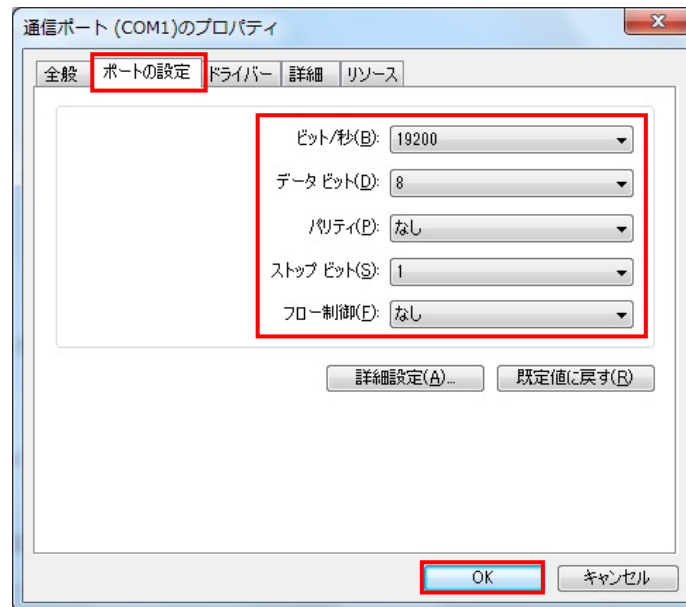 通信ポート (COM1)のプロパティ
全般 ポートの設定 ドライバー 詳細 リソース
ビット/秒(B): 19200
データ ビット(D): 8
パリティ(P): なし
ストップ ビット(S): 1
フロー制御(F): なし
詳細設定(A)... 既定値に戻す(R)
OK キャンセル